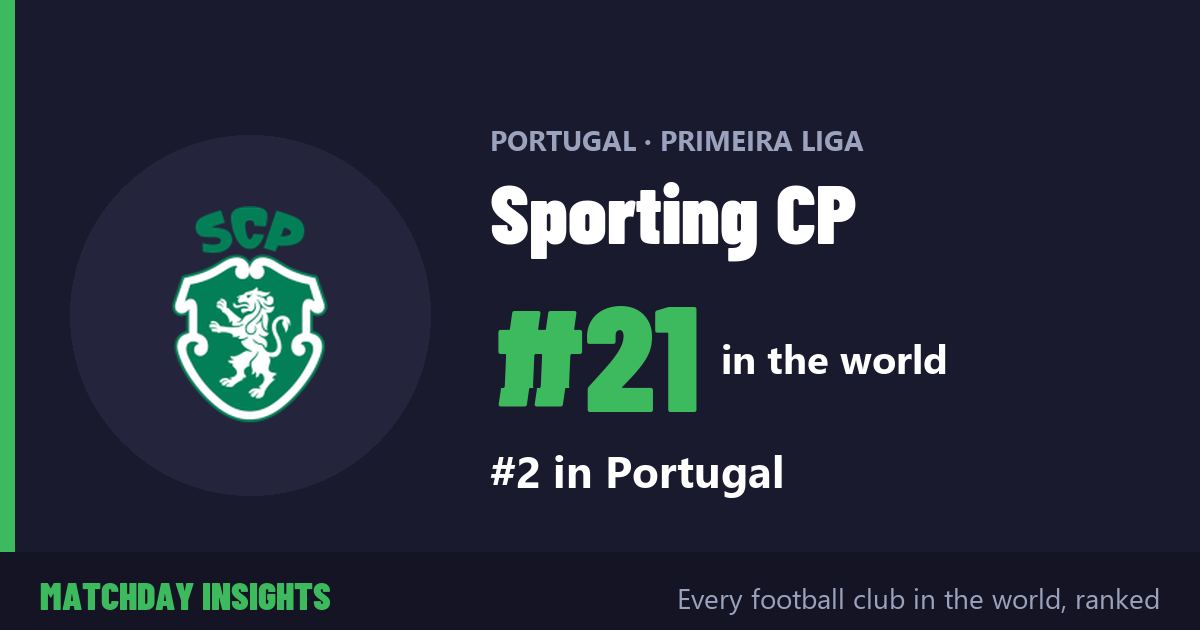 PORTUGAL · PRIMEIRA LIGA
Sporting CP
SCP
#21 in the world
#2 in Portugal
MATCHDAY INSIGHTS
Every football club in the world, ranked